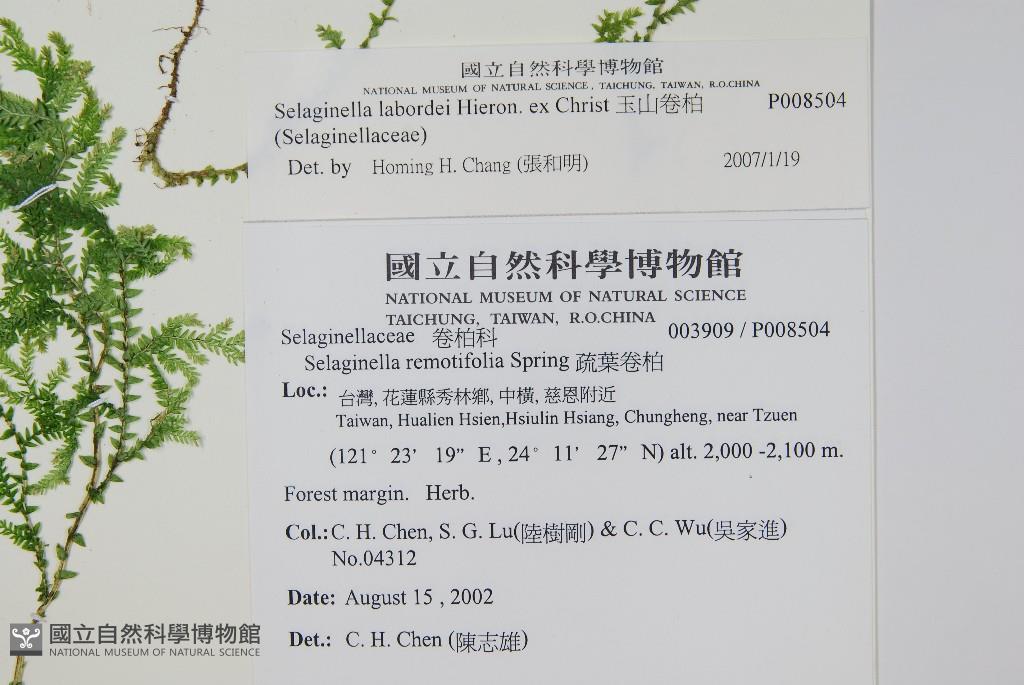 國立自然科學博物館
NATIONAL MUSEUM OF NATURAL SCIENCE, TAICHUNG, TAIWAN, R.O.CHINA
Selaginella labordei Hieron. ex Christ 玉山卷柏 P008504
(Selaginellaceae)
Det. by Homing H. Chang (張和明) 2007/1/19
國立自然科學博物館
NATIONAL MUSEUM OF NATURAL SCIENCE
TAICHUNG, TAIWAN, R.O.CHINA
Selaginellaceae 卷柏科 003909 / P008504
Selaginella remotifolia Spring 疏葉卷柏
Loc.: 台灣, 花蓮縣秀林鄉, 中橫, 慈恩附近
Taiwan, Hualien Hsien,Hsiulin Hsiang, Chungheng, near Tzuen
(121° 23’ 19” E , 24° 11’ 27” N) alt. 2,000 -2,100 m.
Forest margin. Herb.
Col.: C. H. Chen, S. G. Lu(陸樹剛) & C. C. Wu(吳家進)
No.04312
Date: August 15 , 2002
Det.: C. H. Chen (陳志雄)
國立自然科學博物館
NATIONAL MUSEUM OF NATURAL SCIENCE